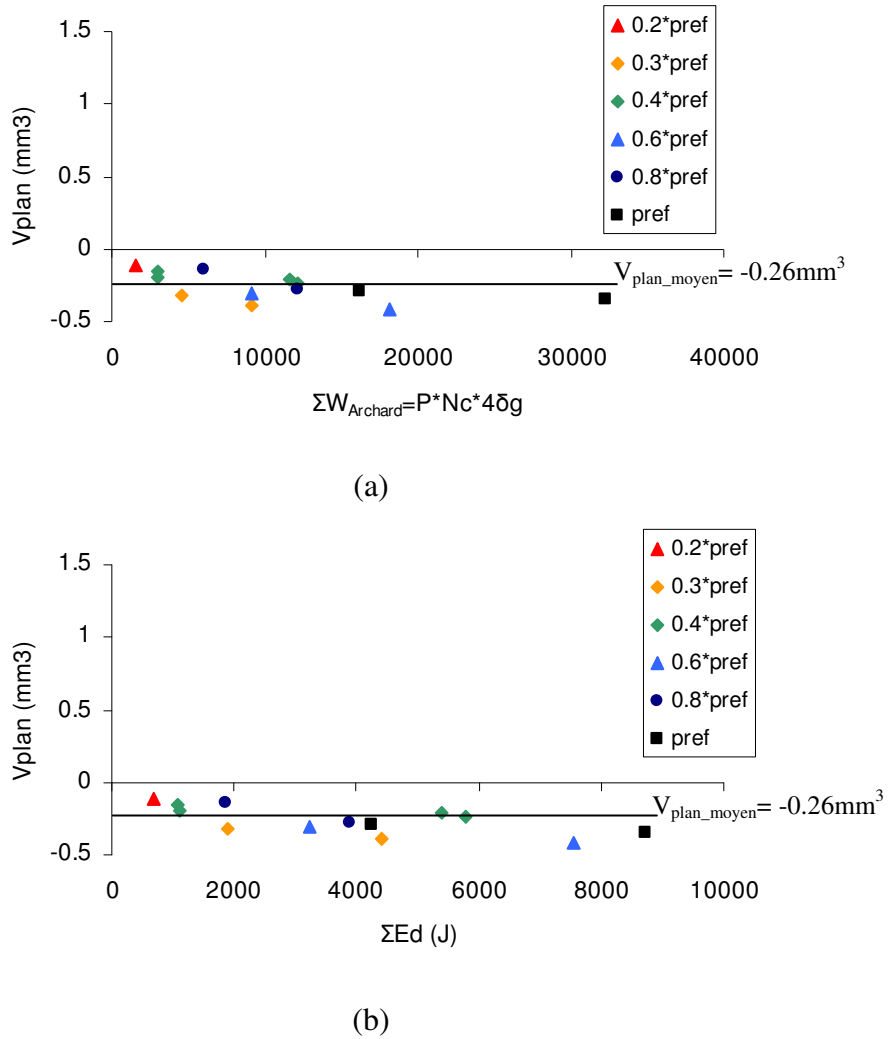 1.5
1
0.5
0
-0.5
Vplan (mm3)
0 10000 20000 30000 40000
ΣW_Archard=P*Nc*4δg
0.2*pref
0.3*pref
0.4*pref
0.6*pref
0.8*pref
pref
V_plan_moyen= -0.26mm³
(a)
1.5
1
0.5
0
-0.5
Vplan (mm3)
0 2000 4000 6000 8000 10000
ΣEd (J)
0.2*pref
0.3*pref
0.4*pref
0.6*pref
0.8*pref
pref
V_plan_moyen= -0.26mm³
(b)